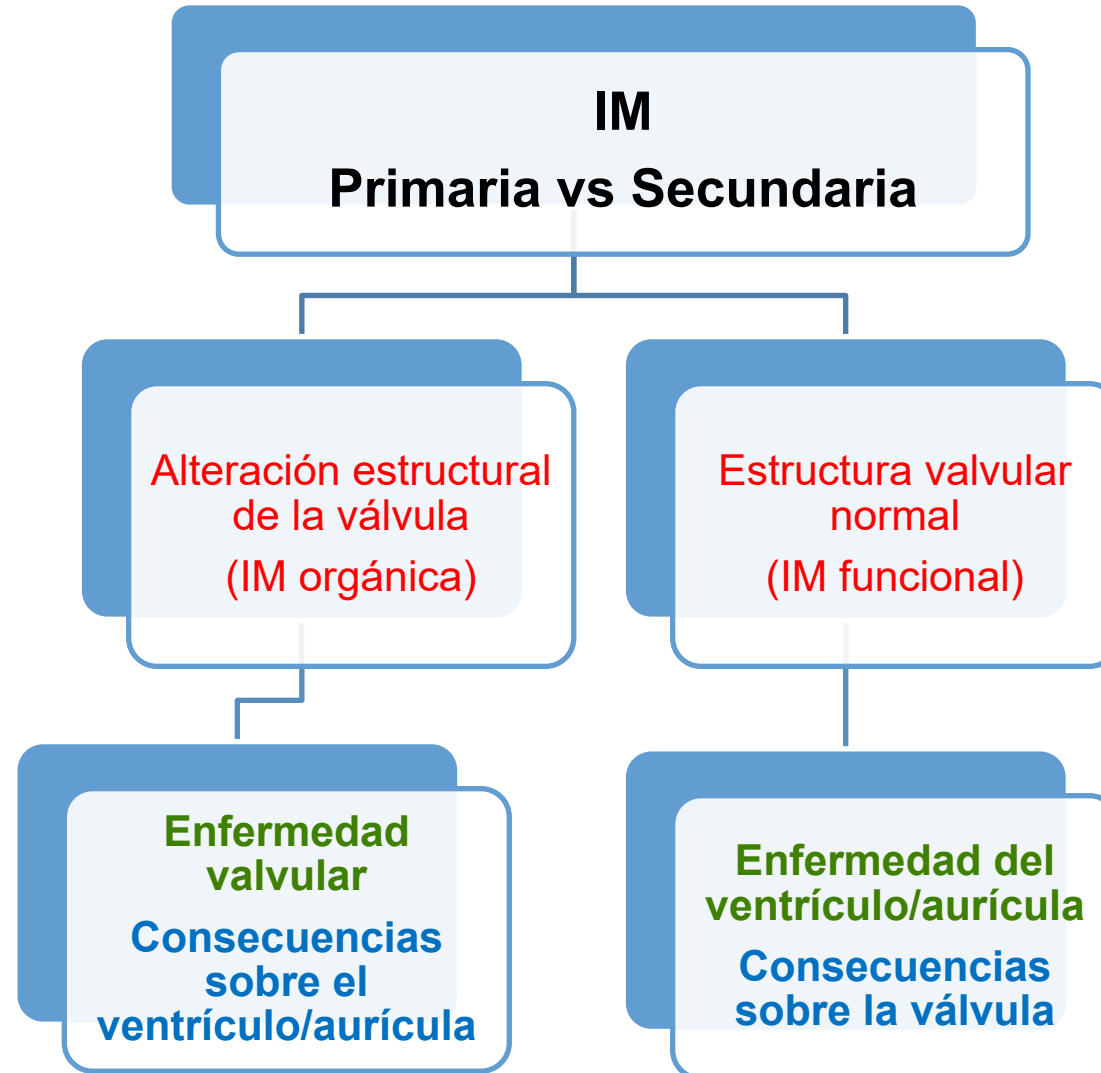 IM
Primaria vs Secundaria
Alteración estructural
de la válvula
(IM orgánica)
Estructura valvular
normal
(IM funcional)
Enfermedad
valvular
Consecuencias
sobre el
ventrículo/aurícula
Enfermedad del
ventrículo/aurícula
Consecuencias
sobre la válvula